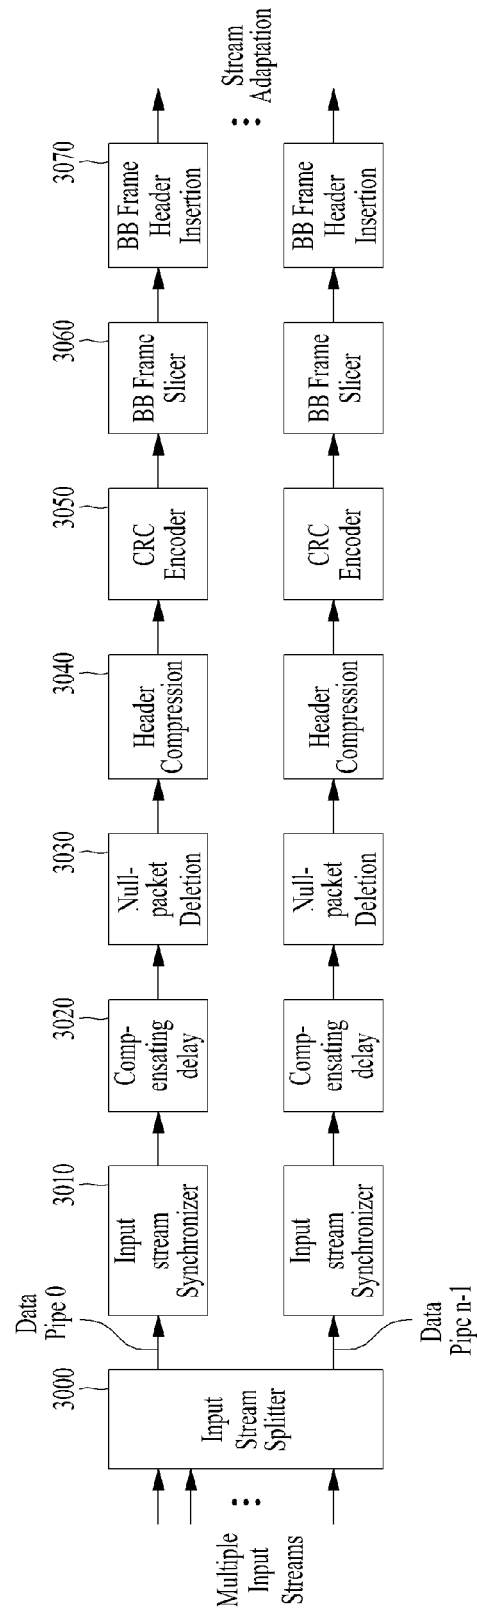 Multiple
Input
Streams
3000
Input
Stream
Splitter
Data
Pipe 0
3010
Input
stream
Synchronizer
3020
Comp-
ensating
delay
3030
Null-
packet
Deletion
3040
Header
Compression
3050
CRC
Encoder
3060
BB Frame
Slicer
3070
BB Frame
Header
Insertion
Stream
Adaptation
Data
Pipe n-1
Input
stream
Synchronizer
Comp-
ensating
delay
Null-
packet
Deletion
Header
Compression
CRC
Encoder
BB Frame
Slicer
BB Frame
Header
Insertion